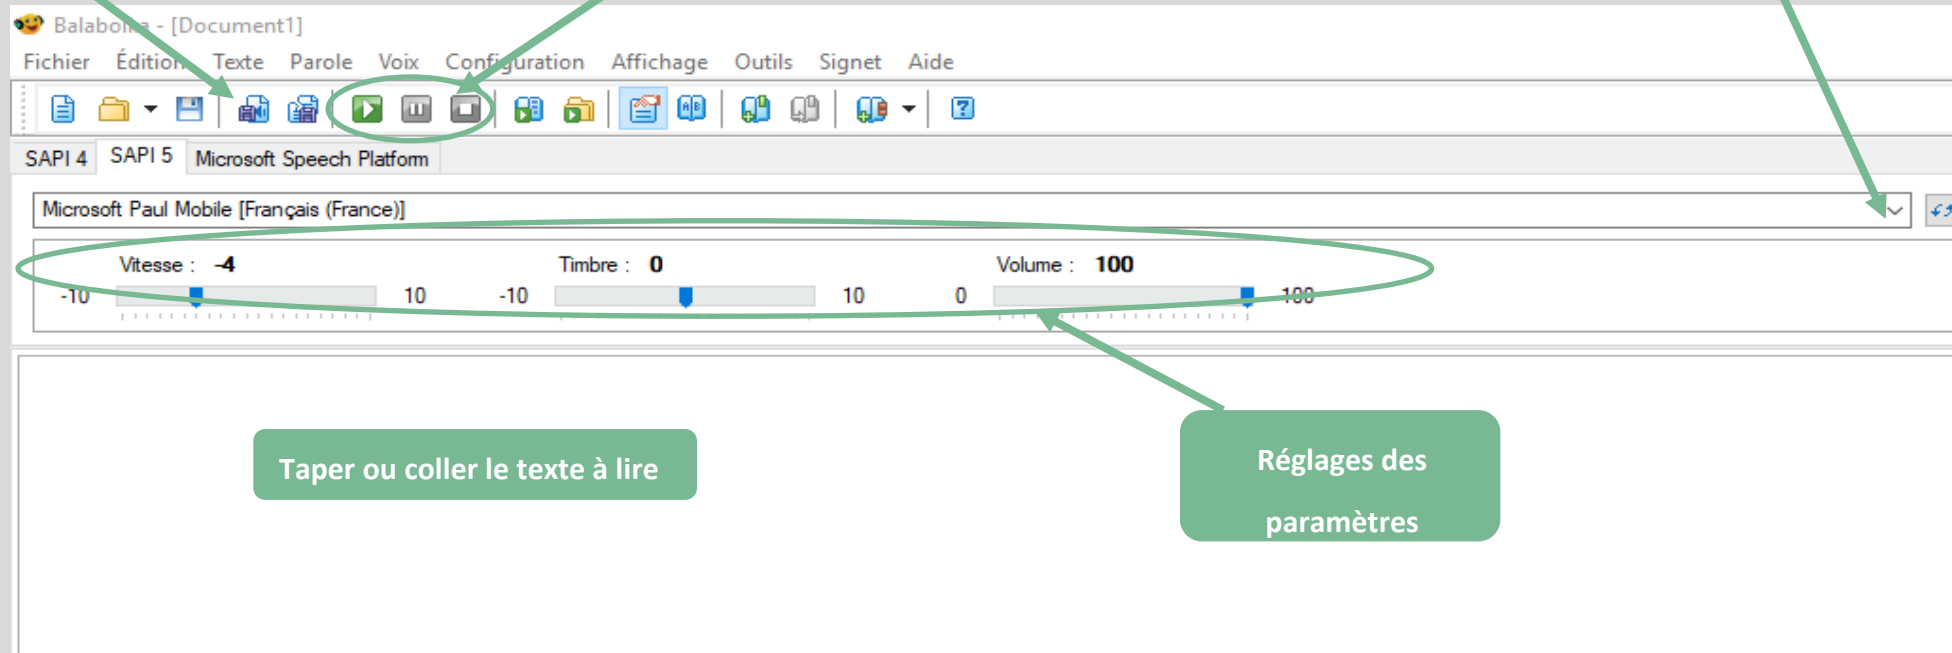 Balabolka - [Document1]
Fichier Édition Texte Parole Voix Configuration Affichage Outils Signet Aide
SAPI 4 SAPI 5 Microsoft Speech Platform
Microsoft Paul Mobile [Français (France)]
Vitesse : -4 Timbre : 0 Volume : 100
-10 10 -10 10 0 100
Taper ou coller le texte à lire
Réglages des
paramètres